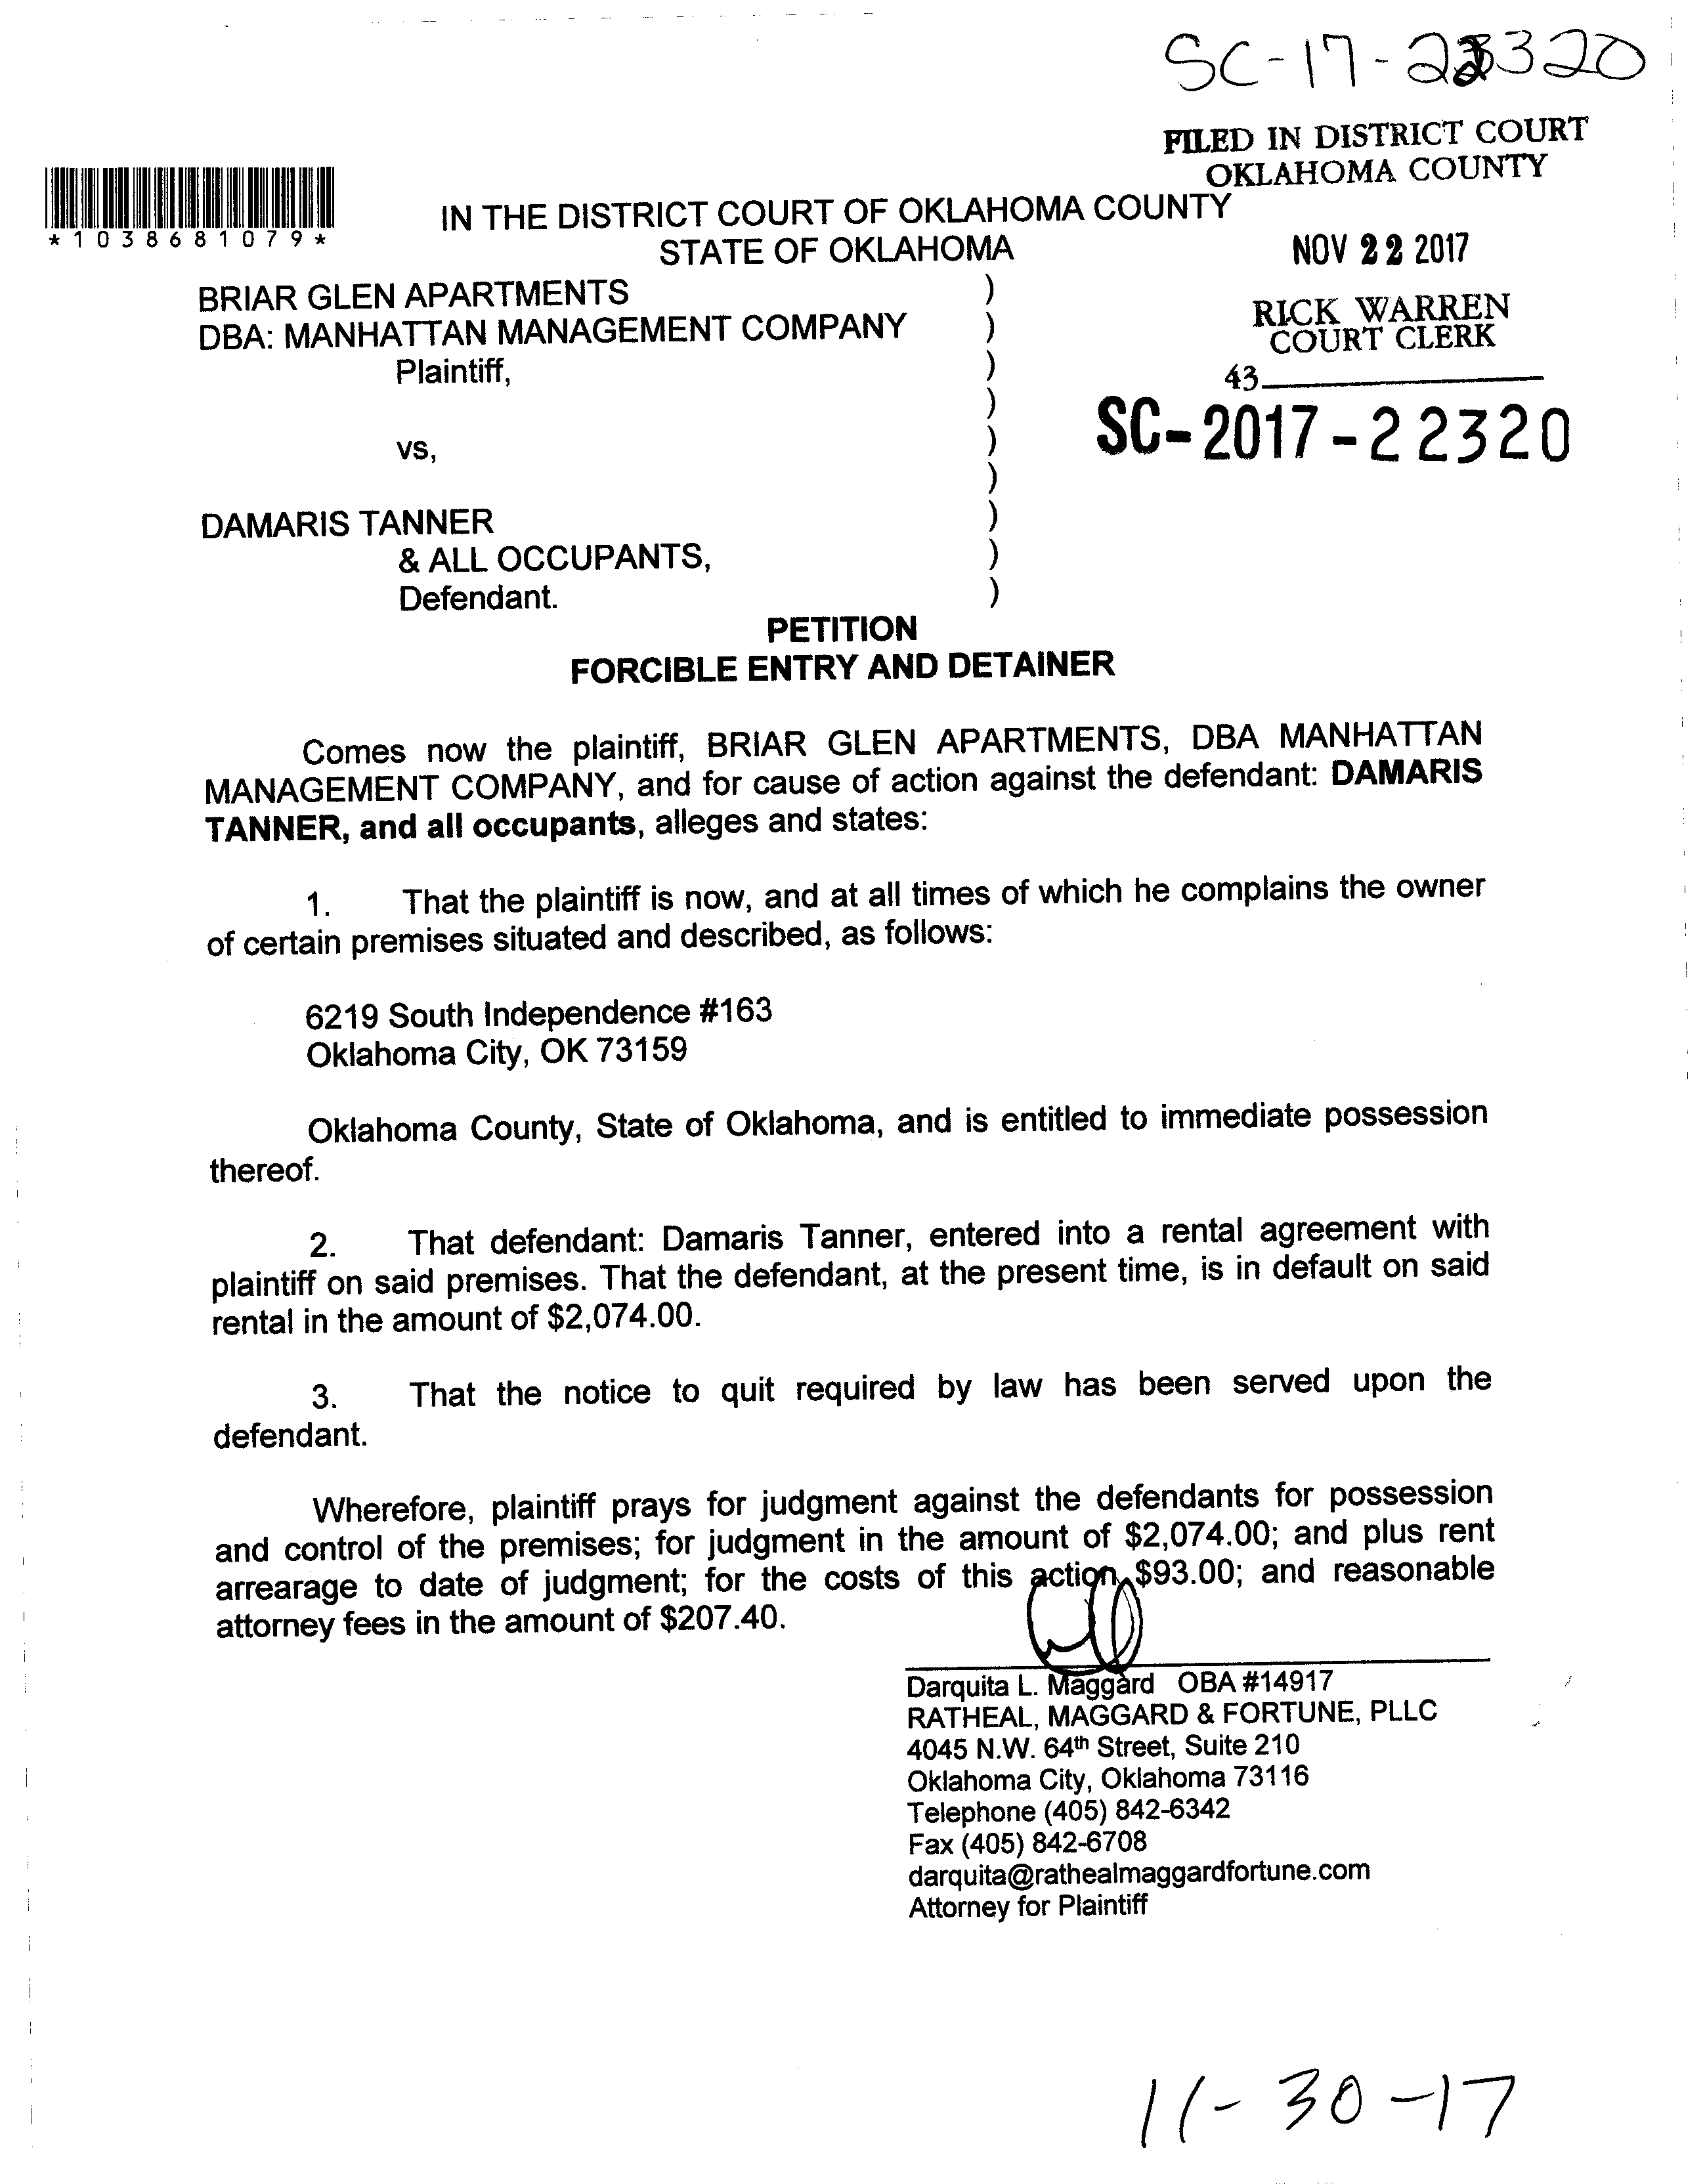 SC-17-22320
FILED IN DISTRICT COURT
OKLAHOMA COUNTY
*1038681079*
IN THE DISTRICT COURT OF OKLAHOMA COUNTY
STATE OF OKLAHOMA
NOV 22 2017
BRIAR GLEN APARTMENTS )
DBA: MANHATTAN MANAGEMENT COMPANY )
Plaintiff, )
)
vs, )
)
DAMARIS TANNER )
& ALL OCCUPANTS, )
Defendant. )
RICK WARREN
COURT CLERK
43
SC-2017-22320
PETITION
FORCIBLE ENTRY AND DETAINER
Comes now the plaintiff, BRIAR GLEN APARTMENTS, DBA MANHATTAN
MANAGEMENT COMPANY, and for cause of action against the defendant: DAMARIS
TANNER, and all occupants, alleges and states:
1. That the plaintiff is now, and at all times of which he complains the owner
of certain premises situated and described, as follows:
6219 South Independence #163
Oklahoma City, OK 73159
Oklahoma County, State of Oklahoma, and is entitled to immediate possession
thereof.
2. That defendant: Damaris Tanner, entered into a rental agreement with
plaintiff on said premises. That the defendant, at the present time, is in default on said
rental in the amount of $2,074.00.
3. That the notice to quit required by law has been served upon the
defendant.
Wherefore, plaintiff prays for judgment against the defendants for possession
and control of the premises; for judgment in the amount of $2,074.00; and plus rent
arrearage to date of judgment; for the costs of this action, $93.00; and reasonable
attorney fees in the amount of $207.40.
Darquita L. Maggard OBA #14917
RATHEAL, MAGGARD & FORTUNE, PLLC
4045 N.W. 64th Street, Suite 210
Oklahoma City, Oklahoma 73116
Telephone (405) 842-6342
Fax (405) 842-6708
darquita@rathealmaggardfortune.com
Attorney for Plaintiff
11-30-17